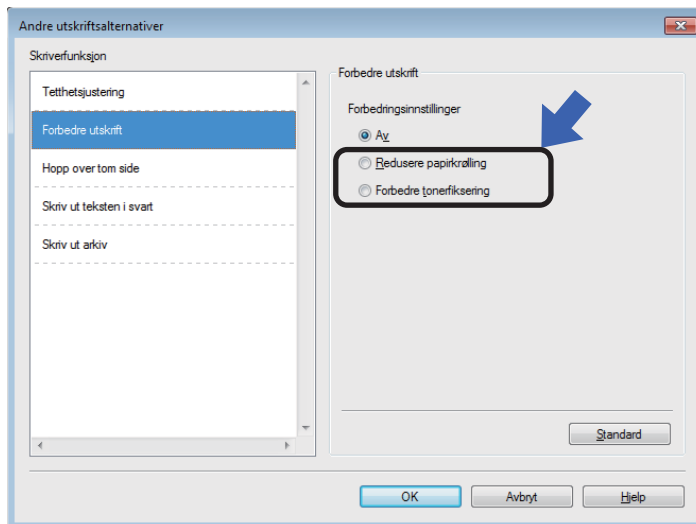 Andre utskriftsalternativer
Skriverfunksjon
Tetthetsjustering
Forbedre utskrift
Hopp over tom side
Skriv ut teksten i svart
Skriv ut arkiv
Forbedre utskrift
Forbedringsinnstillinger
Av
Redusere papirkrølling
Forbedre tonerfiksering
Standard
OK
Avbryt
Hjelp